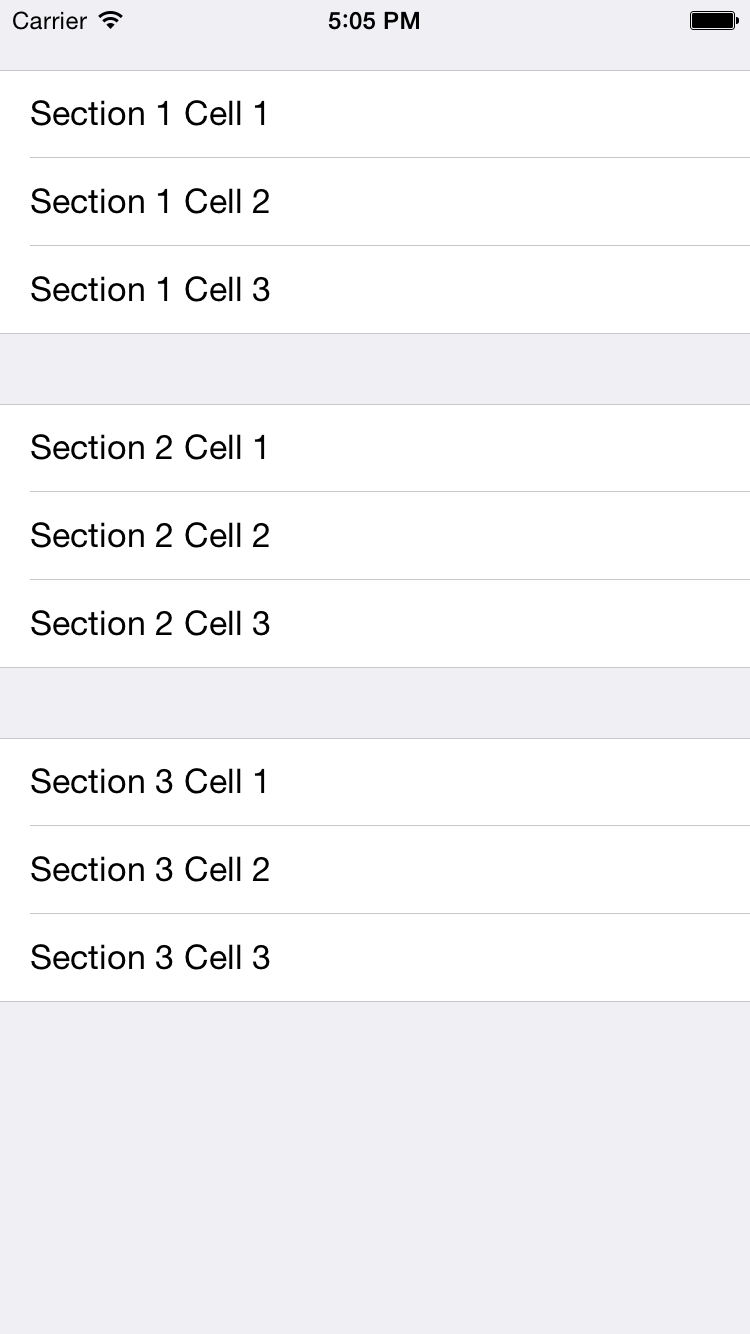 Carrier 5:05 PM
Section 1 Cell 1
Section 1 Cell 2
Section 1 Cell 3
Section 2 Cell 1
Section 2 Cell 2
Section 2 Cell 3
Section 3 Cell 1
Section 3 Cell 2
Section 3 Cell 3